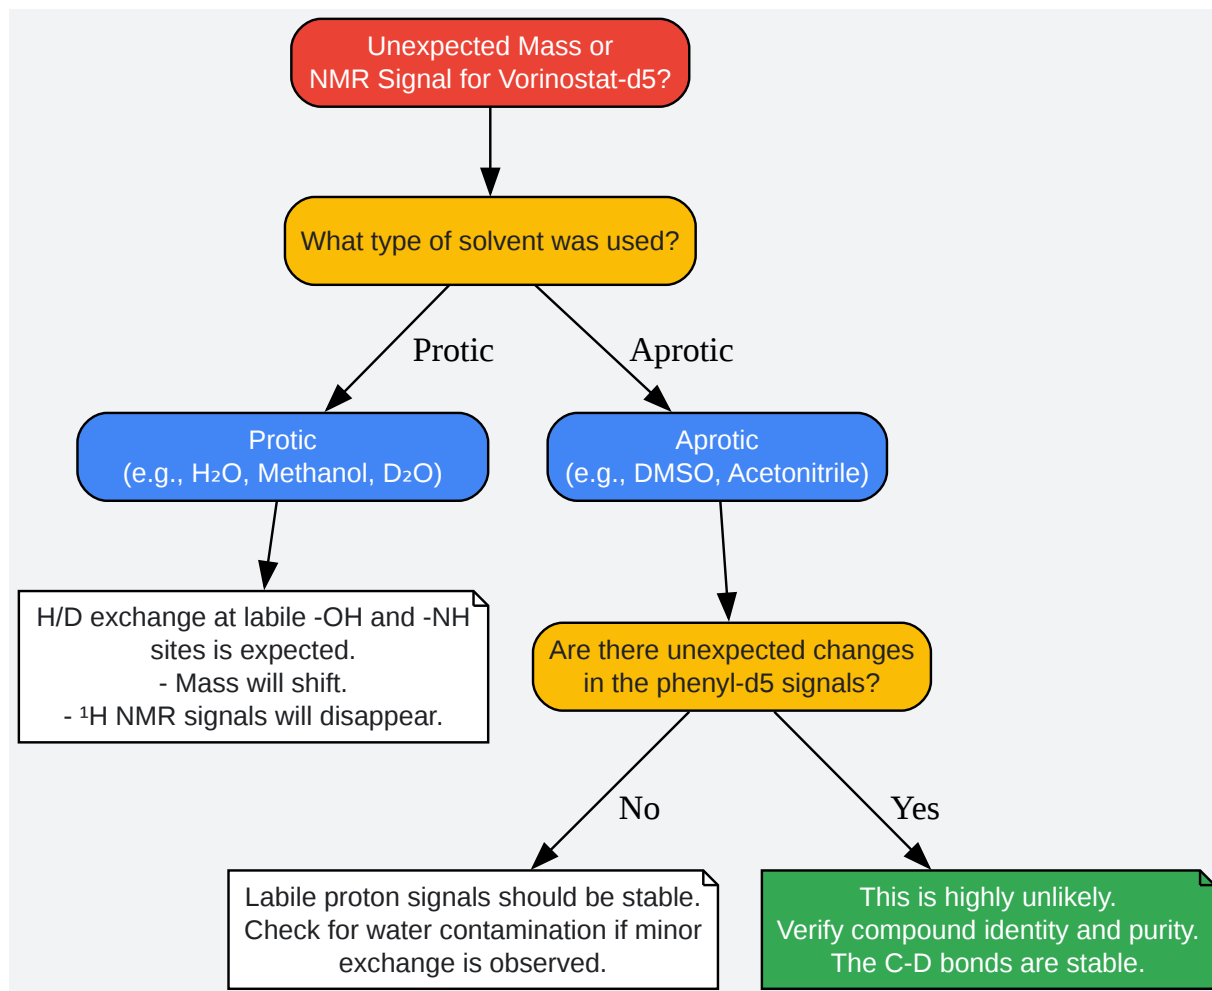 Unexpected Mass or
NMR Signal for Vorinostat-d5?
What type of solvent was used?
Protic
Aprotic
Protic
(e.g., H₂O, Methanol, D₂O)
Aprotic
(e.g., DMSO, Acetonitrile)
H/D exchange at labile -OH and -NH
sites is expected.
- Mass will shift.
- ¹H NMR signals will disappear.
Are there unexpected changes
in the phenyl-d5 signals?
No
Yes
Labile proton signals should be stable.
Check for water contamination if minor
exchange is observed.
This is highly unlikely.
Verify compound identity and purity.
The C-D bonds are stable.